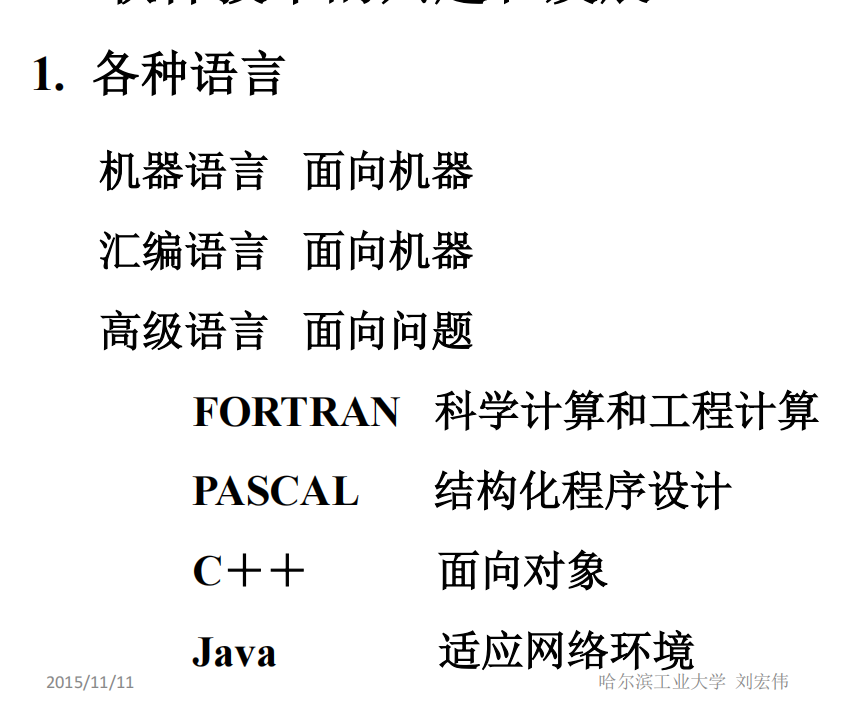 1. 各种语言
机器语言 面向机器
汇编语言 面向机器
高级语言 面向问题
FORTRAN 科学计算和工程计算
PASCAL 结构化程序设计
C＋＋ 面向对象
Java 适应网络环境
2015/11/11 哈尔滨工业大学 刘宏伟